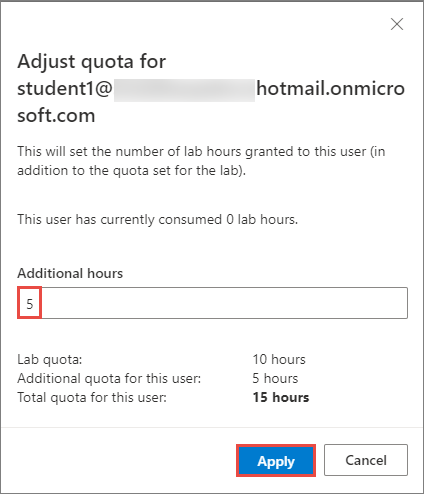 Adjust quota for
student1@ hotmail.onmicro
soft.com
This will set the number of lab hours granted to this user (in
addition to the quota set for the lab).
This user has currently consumed 0 lab hours.
Additional hours
5
Lab quota: 10 hours
Additional quota for this user: 5 hours
Total quota for this user: 15 hours
Apply Cancel